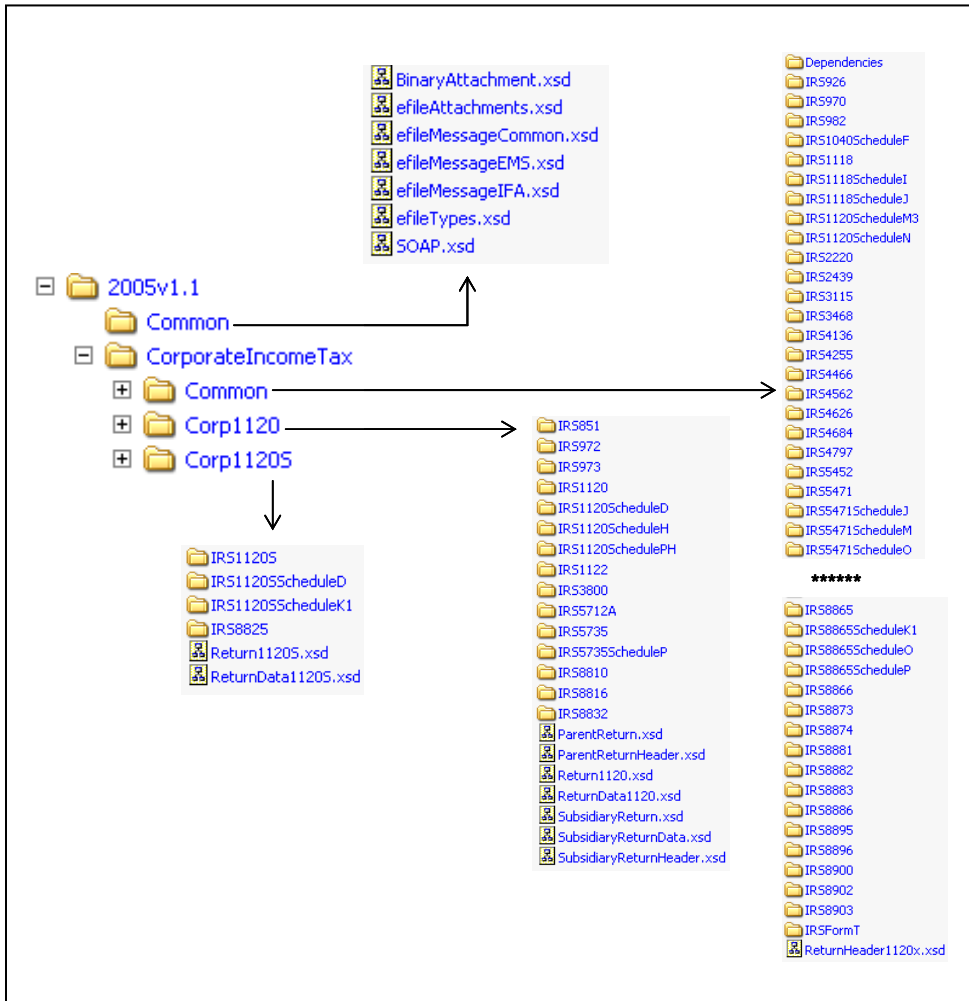 BinaryAttachment.xsd
efileAttachments.xsd
efileMessageCommon.xsd
efileMessageEMS.xsd
efileMessageIFA.xsd
efileTypes.xsd
SOAP.xsd
2005v1.1
Common
CorporateIncomeTax
Common
Corp1120
Corp1120S
IRS1120S
IRS1120SScheduleD
IRS1120SScheduleK1
IRS8825
Return1120S.xsd
ReturnData1120S.xsd
IRS851
IRS972
IRS973
IRS1120
IRS1120ScheduleD
IRS1120ScheduleH
IRS1120SchedulePH
IRS1122
IRS3800
IRS5712A
IRS5735
IRS5735ScheduleP
IRS8810
IRS8816
IRS8832
ParentReturn.xsd
ParentReturnHeader.xsd
Return1120.xsd
ReturnData1120.xsd
SubsidiaryReturn.xsd
SubsidiaryReturnData.xsd
SubsidiaryReturnHeader.xsd
Dependencies
IRS926
IRS970
IRS982
IRS1040ScheduleF
IRS1118
IRS1118ScheduleI
IRS1118ScheduleJ
IRS1120ScheduleM3
IRS1120ScheduleN
IRS2220
IRS2439
IRS3115
IRS3468
IRS4136
IRS4255
IRS4466
IRS4562
IRS4626
IRS4684
IRS4797
IRS5452
IRS5471
IRS5471ScheduleJ
IRS5471ScheduleM
IRS5471ScheduleO
******
IRS8865
IRS8865ScheduleK1
IRS8865ScheduleO
IRS8865ScheduleP
IRS8866
IRS8873
IRS8874
IRS8881
IRS8882
IRS8883
IRS8886
IRS8895
IRS8896
IRS8900
IRS8902
IRS8903
IRSFormT
ReturnHeader1120x.xsd